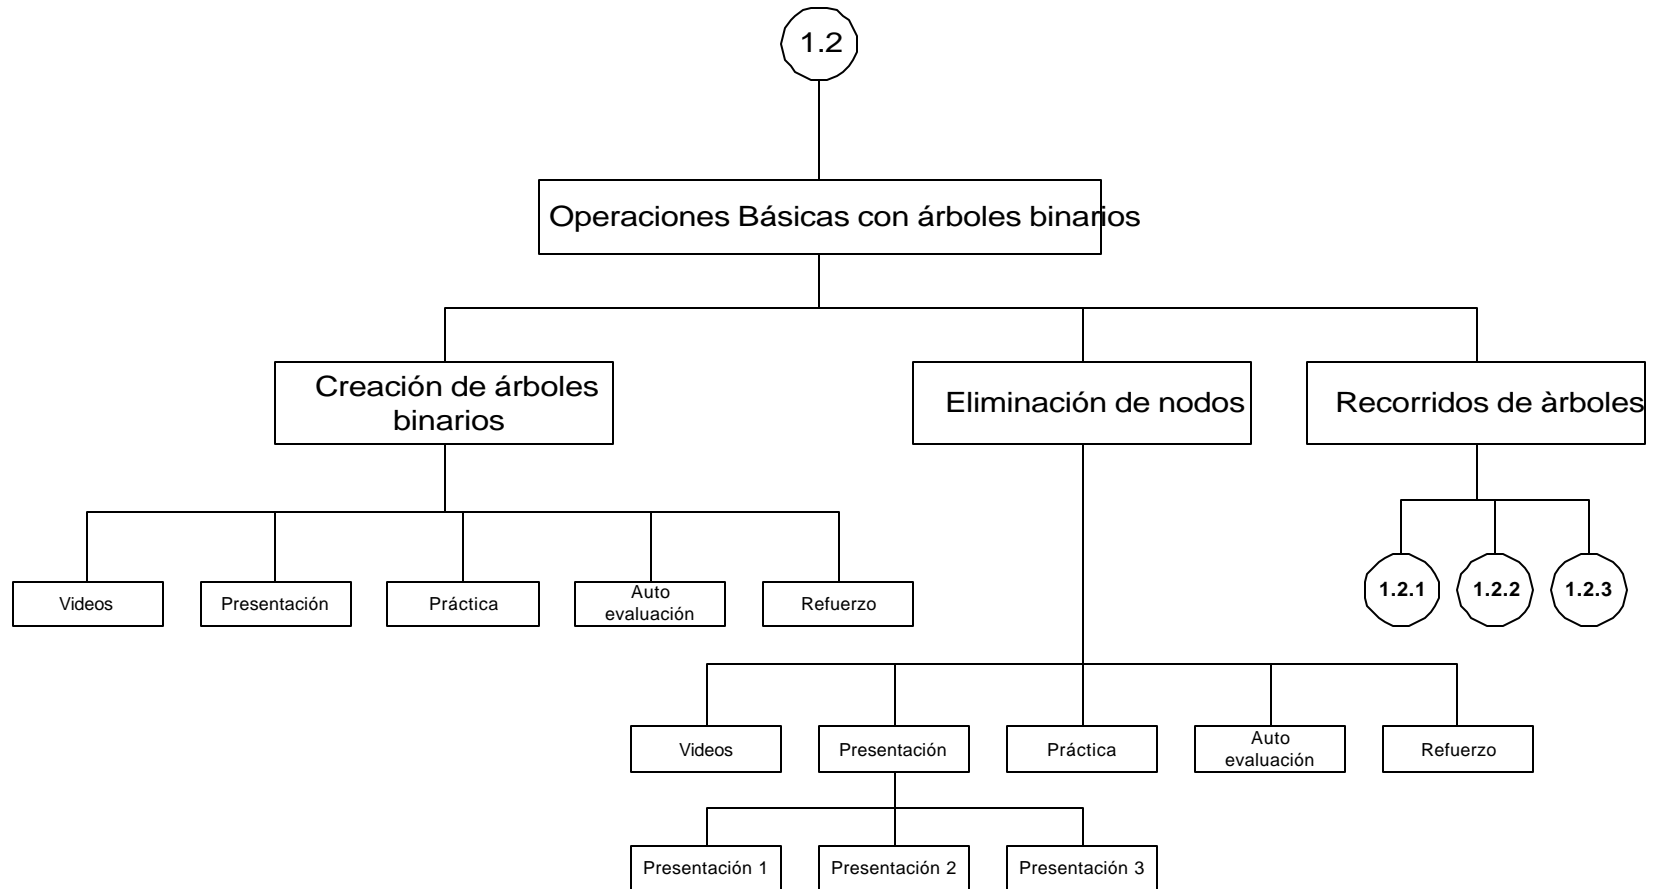 1.2
Operaciones Básicas con árboles binarios
Creación de árboles
binarios
Eliminación de nodos
Recorridos de àrboles
Videos
Presentación
Práctica
Auto
evaluación
Refuerzo
1.2.1
1.2.2
1.2.3
Videos
Presentación
Práctica
Auto
evaluación
Refuerzo
Presentación 1
Presentación 2
Presentación 3